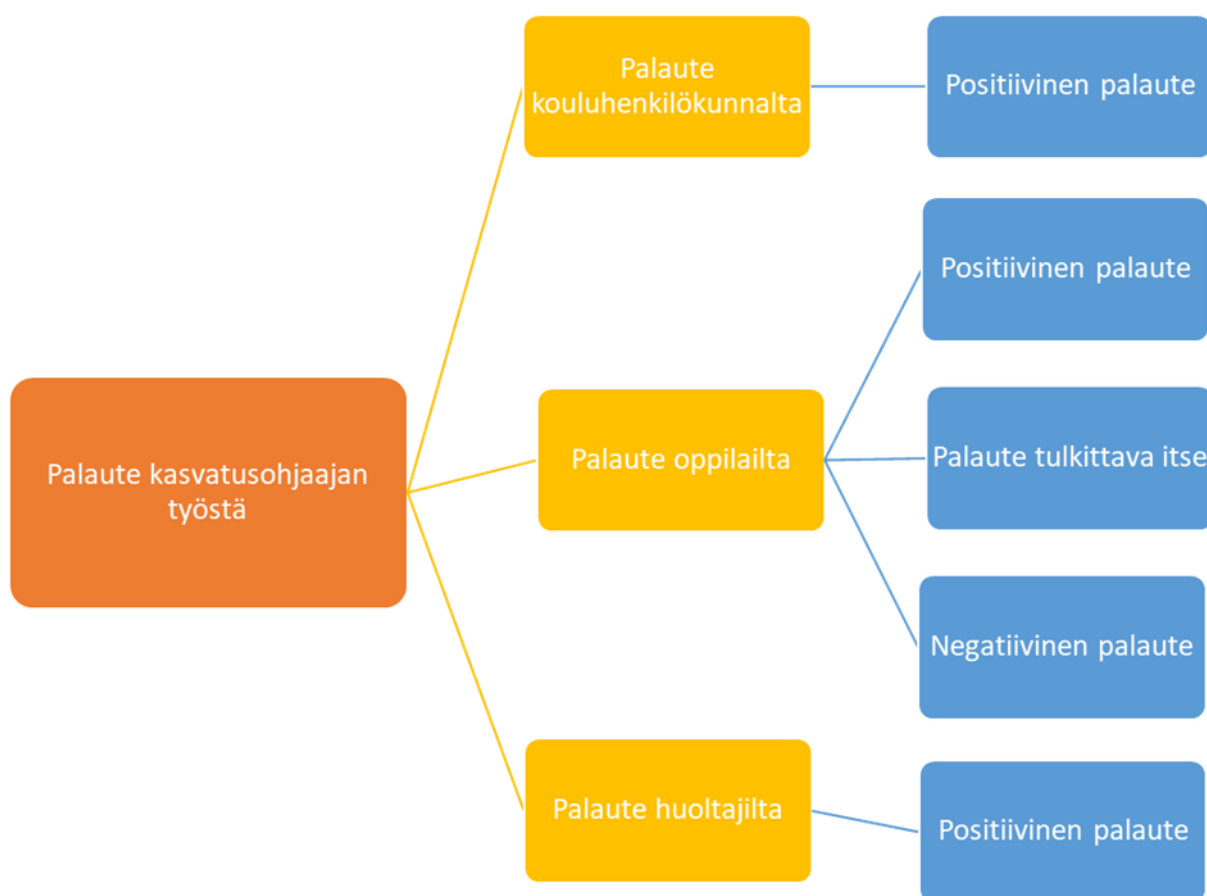 Palaute
kouluhenkilökunnalta
Positiivinen palaute
Positiivinen palaute
Palaute kasvatusohjaajan
työstä
Palaute oppilailta
Palaute tulkittava itse
Negatiivinen palaute
Palaute huoltajilta
Positiivinen palaute